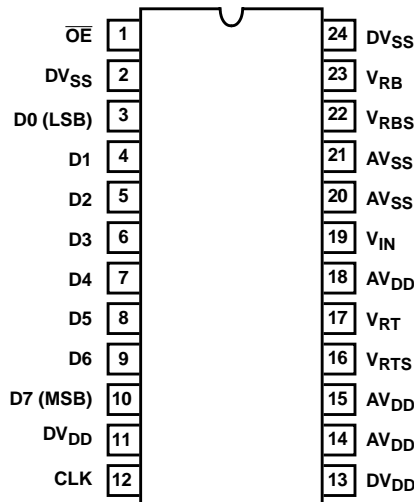 OE 1 24 DVSS
DVSS 2 23 VRB
D0 (LSB) 3 22 VRBS
D1 4 21 AVSS
D2 5 20 AVSS
D3 6 19 VIN
D4 7 18 AVDD
D5 8 17 VRT
D6 9 16 VRTS
D7 (MSB) 10 15 AVDD
DVDD 11 14 AVDD
CLK 12 13 DVDD